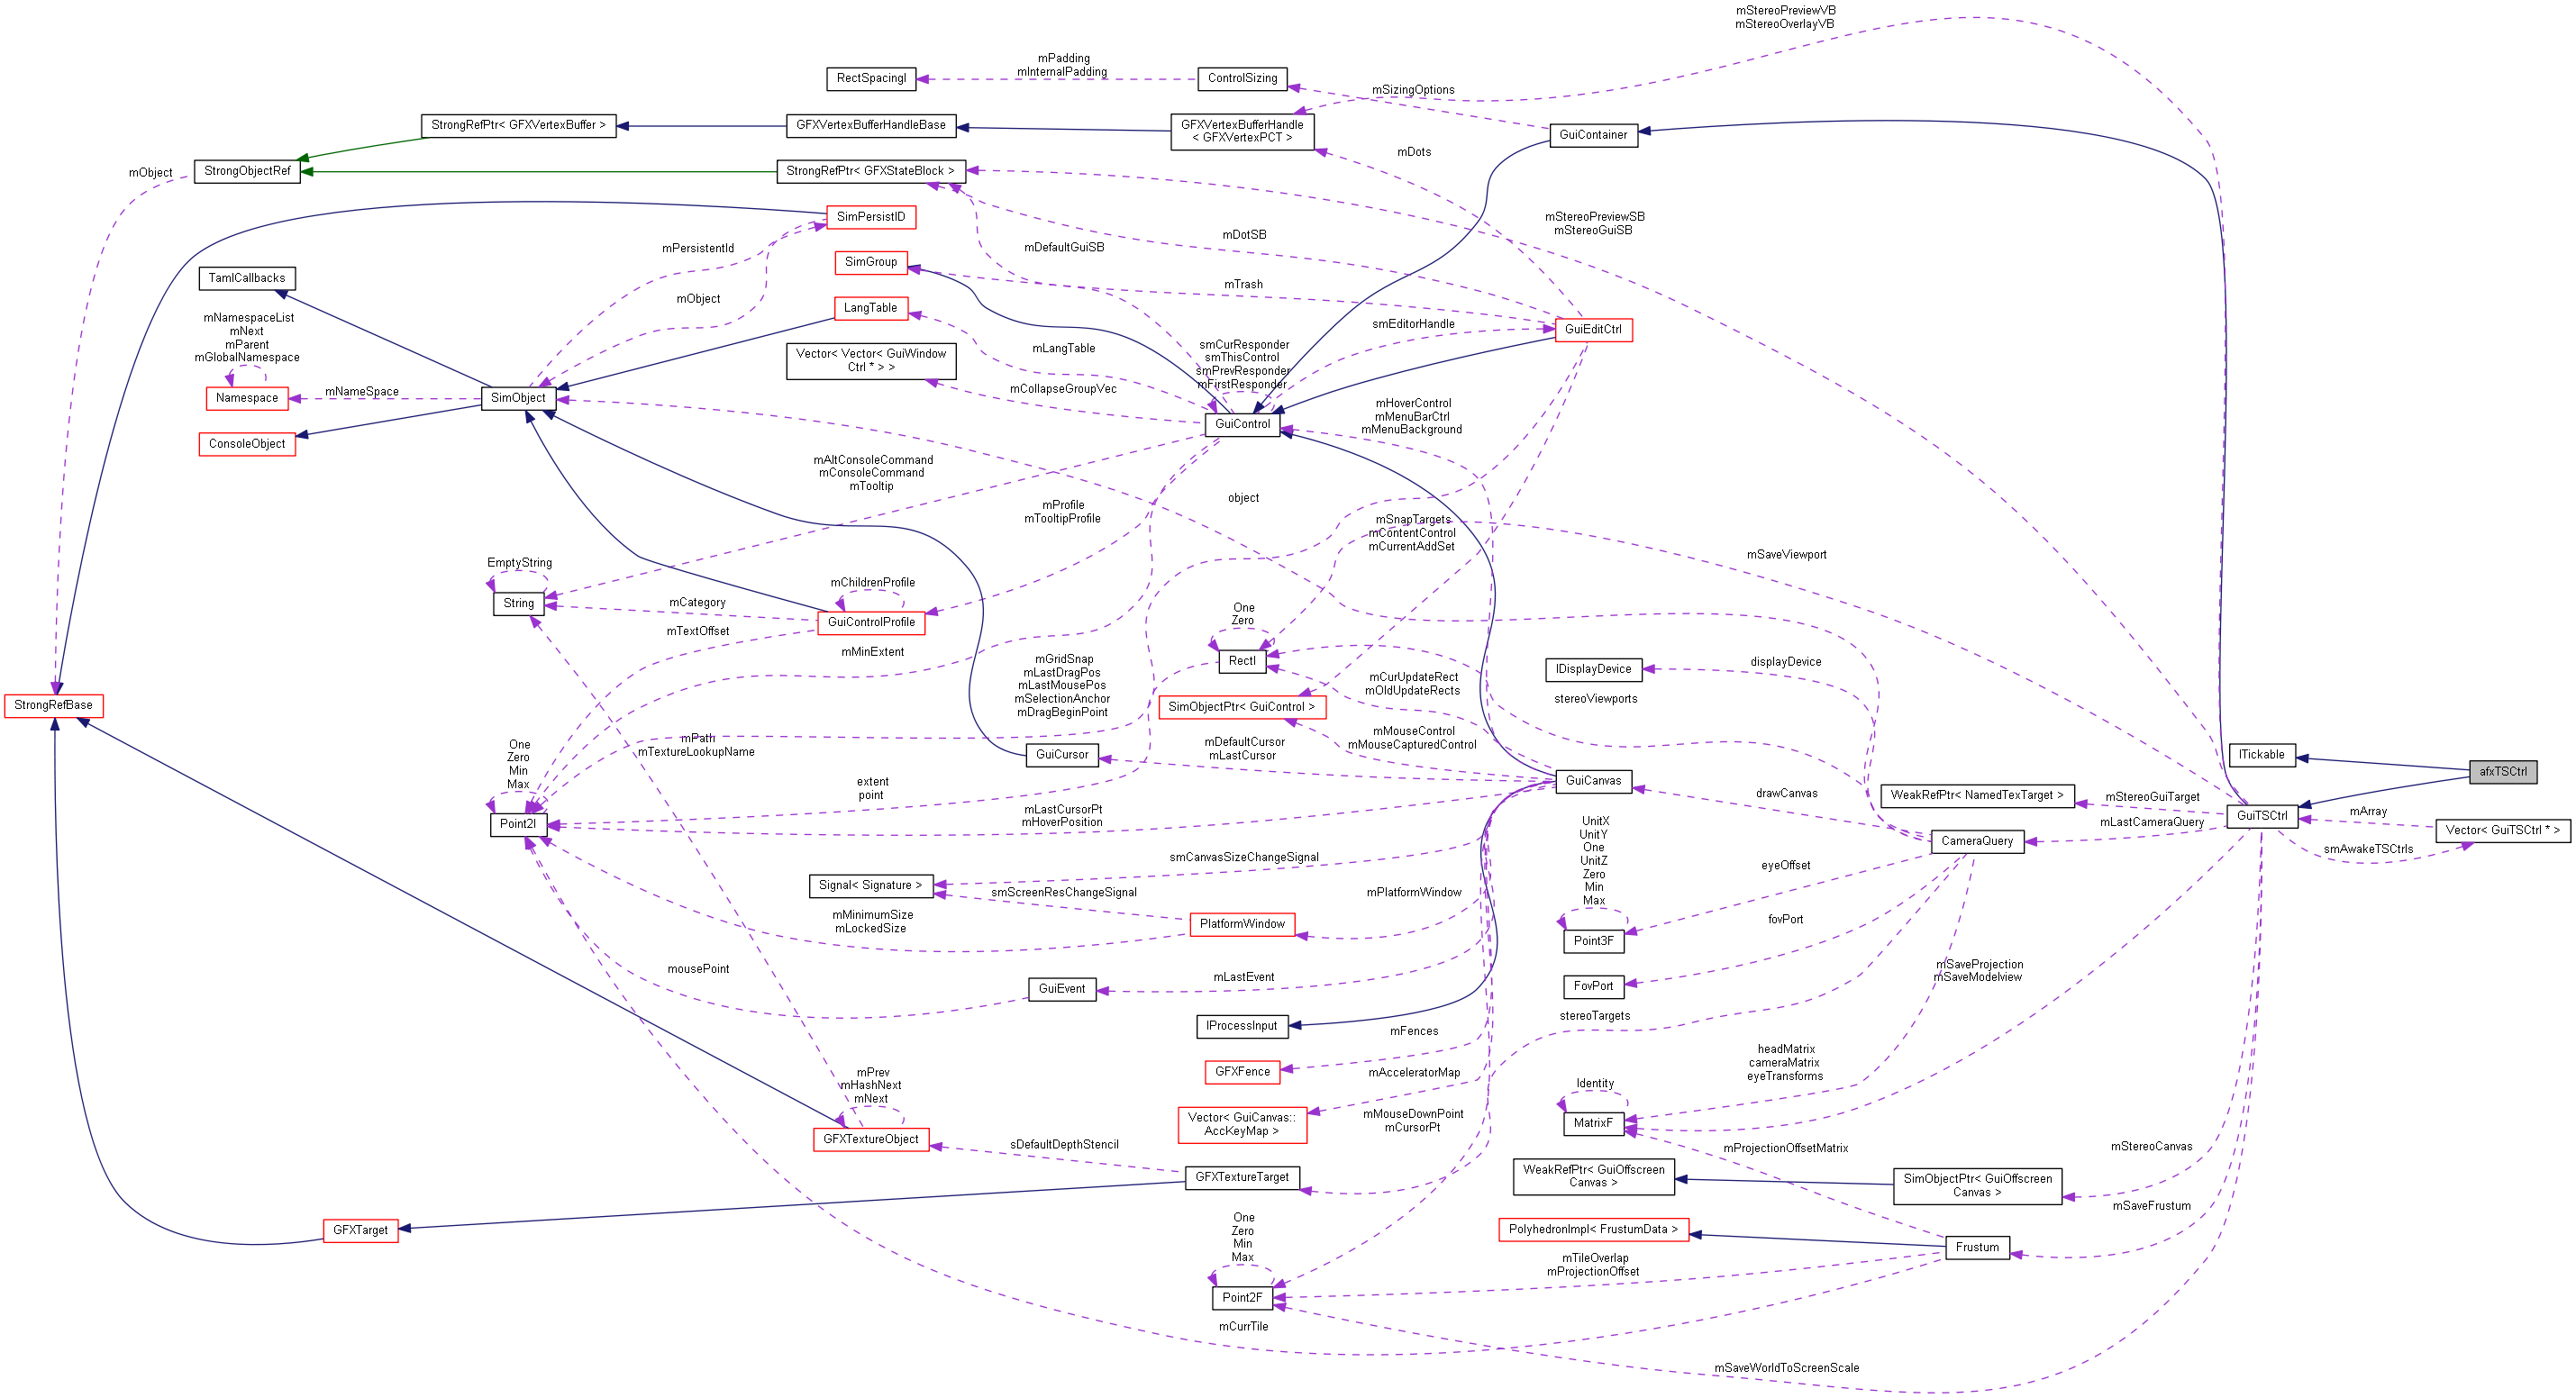 mStereoPreviewVB
mStereoOverlayVB
mPadding
mInternalPadding
RectSpacingI
ControlSizing
mSizingOptions
StrongRefPtr< GFXVertexBuffer >
GFXVertexBufferHandleBase
GFXVertexBufferHandle
< GFXVertexPCT >
GuiContainer
mDots
mObject
StrongObjectRef
StrongRefPtr< GFXStateBlock >
SimPersistID
mStereoPreviewSB
mStereoGuiSB
mPersistentId
mDefaultGuiSB
mDotSB
SimGroup
TamlCallbacks
mObject
mTrash
LangTable
mNamespaceList
mNext
mParent
mGlobalNamespace
smEditorHandle
GuiEditCtrl
mLangTable
smCurResponder
smThisControl
smPrevResponder
mFirstResponder
Vector< Vector< GuiWindow
Ctrl * > >
mCollapseGroupVec
Namespace
mNameSpace
SimObject
GuiControl
mHoverControl
mMenuBarCtrl
mMenuBackground
ConsoleObject
mAltConsoleCommand
mConsoleCommand
mTooltip
object
mProfile
mTooltipProfile
mSnapTargets
mContentControl
mCurrentAddSet
mSaveViewport
EmptyString
String
mChildrenProfile
mCategory
GuiControlProfile
mTextOffset
One
Zero
RectI
mMinExtent
mGridSnap
mLastDragPos
mLastMousePos
mSelectionAnchor
mDragBeginPoint
IDisplayDevice
displayDevice
mCurUpdateRect
mOldUpdateRects
stereoViewports
StrongRefBase
SimObjectPtr< GuiControl >
mPath
mTextureLookupName
One
Zero
Min
Max
GuiCursor
mDefaultCursor
mLastCursor
mMouseControl
mMouseCapturedControl
ITickable
afxTSCtrl
GuiCanvas
extent
point
drawCanvas
WeakRefPtr< NamedTexTarget >
mStereoGuiTarget
GuiTSCtrl
mArray
Vector< GuiTSCtrl * >
mLastCameraQuery
smAwakeTSCtrls
Point2I
mLastCursorPt
mHoverPosition
UnitX
UnitY
One
UnitZ
Zero
Min
Max
CameraQuery
smCanvasSizeChangeSignal
eyeOffset
Signal< Signature >
smScreenResChangeSignal
mPlatformWindow
PlatformWindow
mMinimumSize
mLockedSize
fovPort
Point3F
mousePoint
GuiEvent
mLastEvent
mSaveProjection
mSaveModelview
FovPort
IProcessInput
stereoTargets
mFences
GFXFence
headMatrix
cameraMatrix
eyeTransforms
mPrev
mHashNext
mNext
mAcceleratorMap
Identity
Vector< GuiCanvas::
AccKeyMap >
mMouseDownPoint
mCursorPt
MatrixF
GFXTextureObject
sDefaultDepthStencil
mProjectionOffsetMatrix
mStereoCanvas
GFXTextureTarget
WeakRefPtr< GuiOffscreen
Canvas >
SimObjectPtr< GuiOffscreen
Canvas >
mSaveFrustum
GFXTarget
One
Zero
Min
Max
PolyhedronImpl< FrustumData >
Frustum
mTileOverlap
mProjectionOffset
Point2F
mCurrTile
mSaveWorldToScreenScale